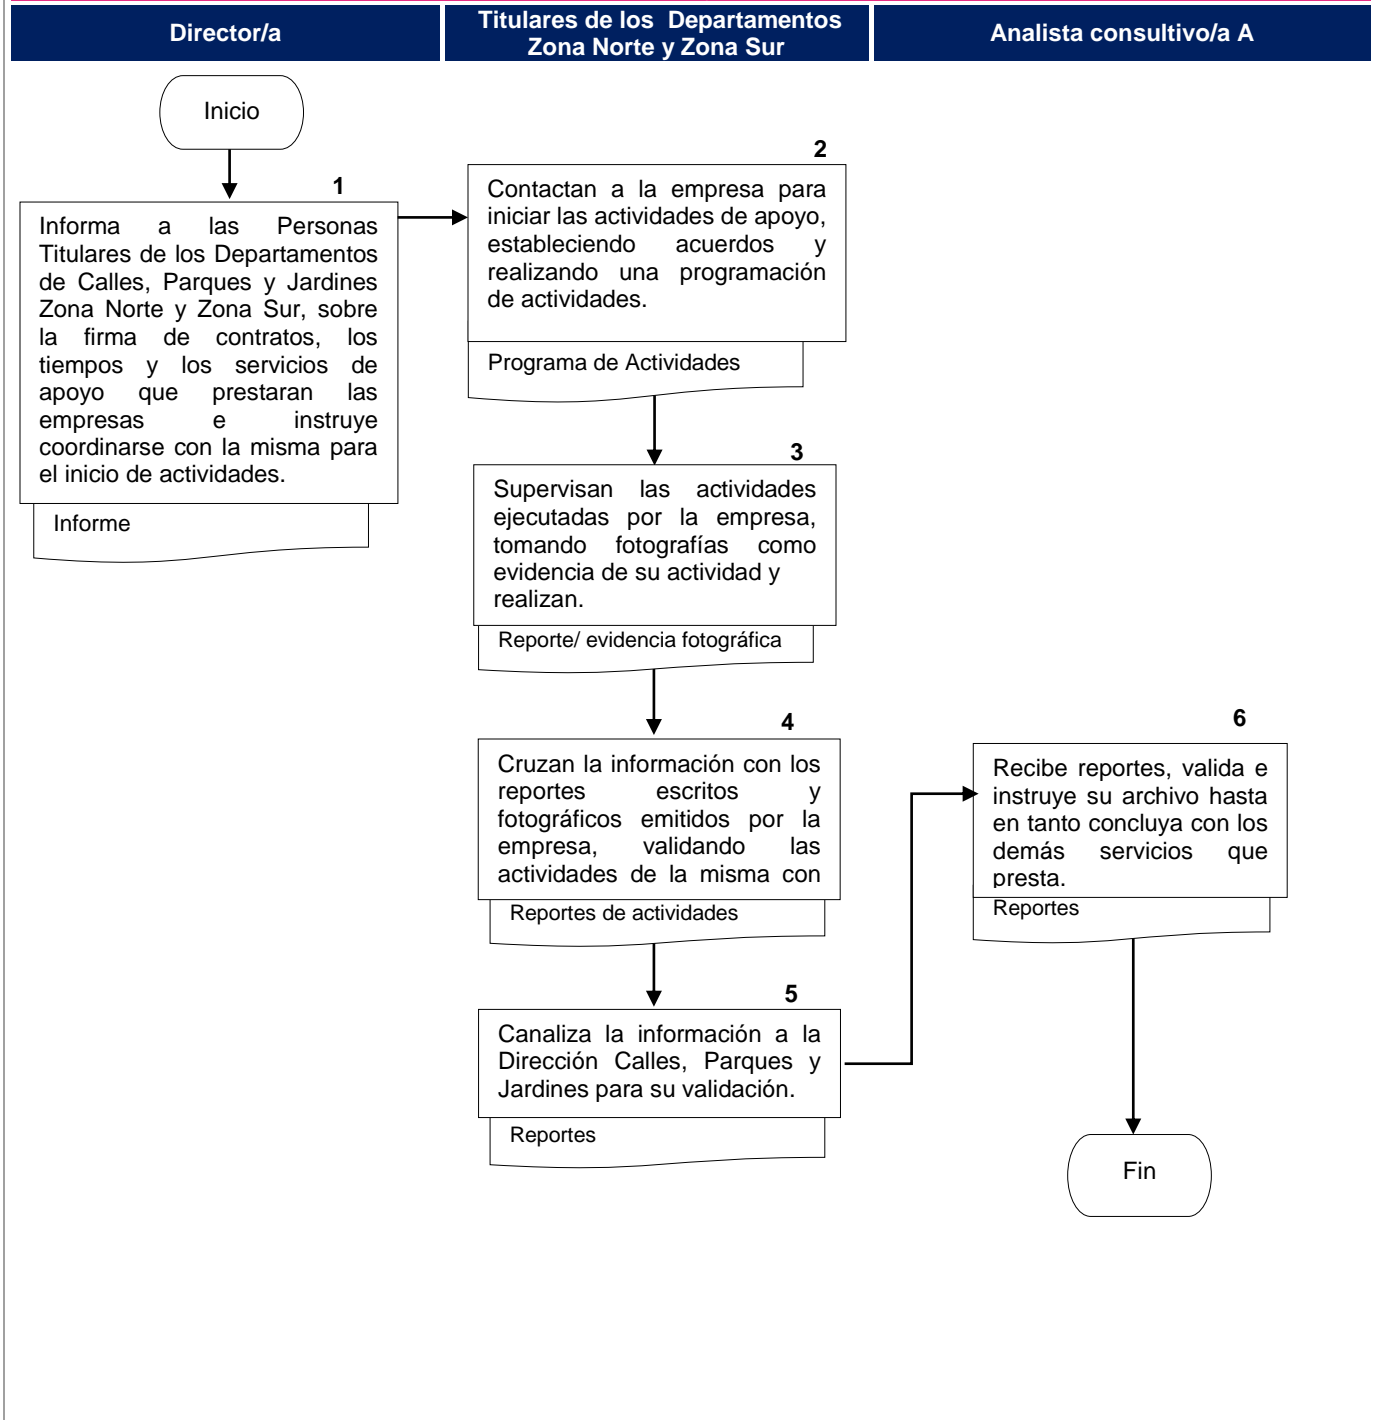 Director/a
Titulares de los Departamentos
Zona Norte y Zona Sur
Analista consultivo/a A
Inicio
1
Informa a las Personas
Titulares de los Departamentos
de Calles, Parques y Jardines
Zona Norte y Zona Sur, sobre
la firma de contratos, los
tiempos y los servicios de
apoyo que prestaran las
empresas e instruye
coordinarse con la misma para
el inicio de actividades.
Informe
2
Contactan a la empresa para
iniciar las actividades de apoyo,
estableciendo acuerdos y
realizando una programación
de actividades.
Programa de Actividades
3
Supervisan las actividades
ejecutadas por la empresa,
tomando fotografías como
evidencia de su actividad y
realizan.
Reporte/ evidencia fotográfica
4
Cruzan la información con los
reportes escritos y
fotográficos emitidos por la
empresa, validando las
actividades de la misma con
Reportes de actividades
5
Canaliza la información a la
Dirección Calles, Parques y
Jardines para su validación.
Reportes
6
Recibe reportes, valida e
instruye su archivo hasta
en tanto concluya con los
demás servicios que
presta.
Reportes
Fin